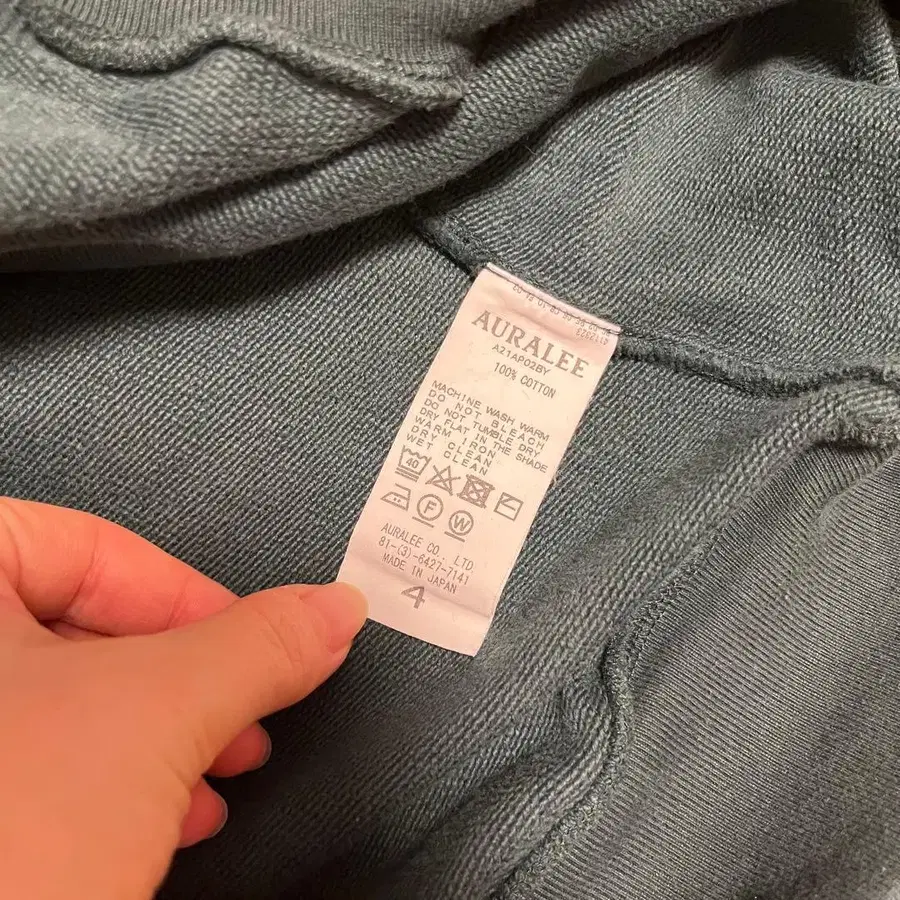 AURALEE
A21AP02BY
100% COTTON
MACHINE WASH WARM
DO NOT BLEACH
DO NOT TUMBLE DRY
DRY FLAT IN THE SHADE
WARM IRON
DRY CLEAN
WET CLEAN
40
F
W
AURALEE CO., LTD.
81-(3)-6427-7141
MADE IN JAPAN
4